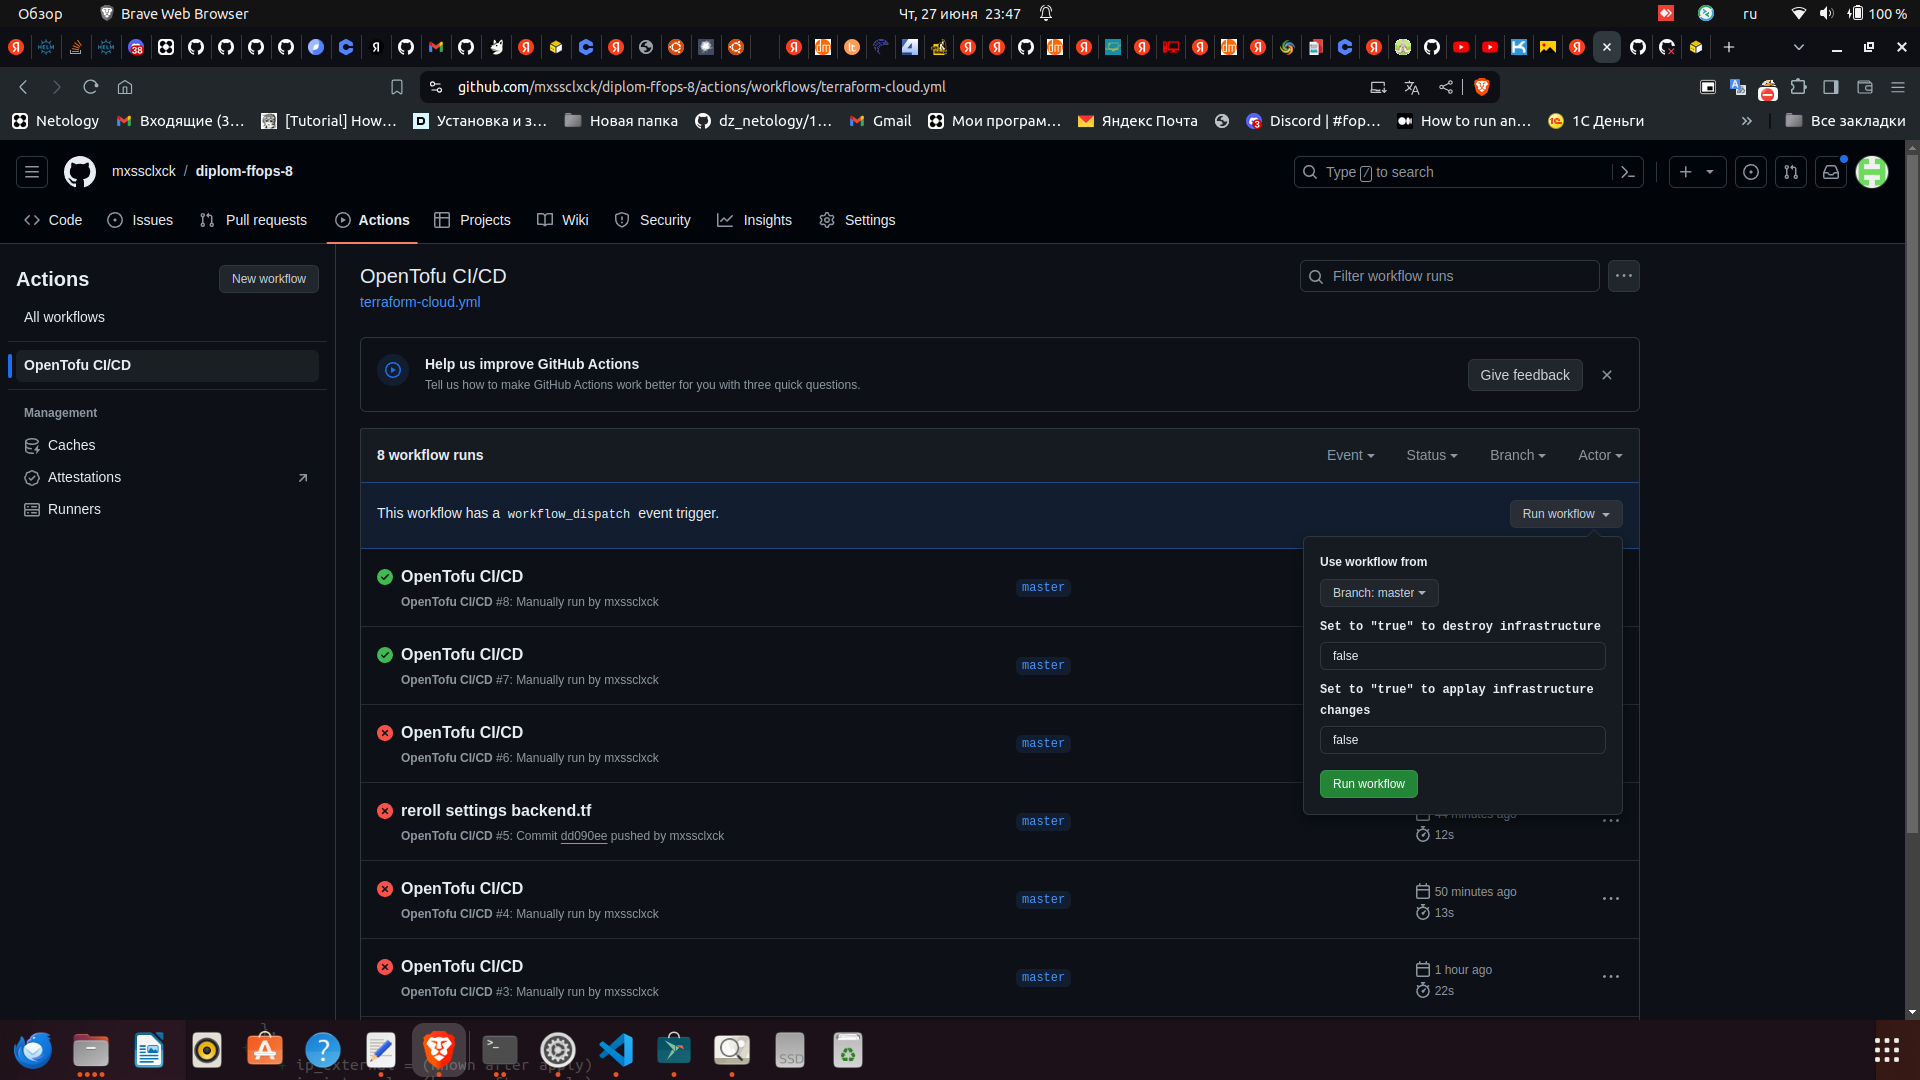 Обзор
Brave Web Browser
Чт, 27 июня 23:47
ru
100 %
github.com/mxssclxck/diplom-ffops-8/actions/workflows/terraform-cloud.yml
Netology
Входящие (3…
[Tutorial] How…
Установка и з…
Новая папка
dz_netology/1…
Gmail
Мои програм…
Яндекс Почта
Discord | #fop…
How to run an…
1С Деньги
»
Все закладки
mxssclxck / diplom-ffops-8
Type / to search
Code
Issues
Pull requests
Actions
Projects
Wiki
Security
Insights
Settings
Actions
New workflow
All workflows
OpenTofu CI/CD
Management
Caches
Attestations
Runners
OpenTofu CI/CD
terraform-cloud.yml
Filter workflow runs
Help us improve GitHub Actions
Tell us how to make GitHub Actions work better for you with three quick questions.
Give feedback
8 workflow runs
Event
Status
Branch
Actor
This workflow has a workflow_dispatch event trigger.
Run workflow
Use workflow from
Branch: master
Set to "true" to destroy infrastructure
false
Set to "true" to applay infrastructure
changes
false
Run workflow
OpenTofu CI/CD
OpenTofu CI/CD #8: Manually run by mxssclxck
master
OpenTofu CI/CD
OpenTofu CI/CD #7: Manually run by mxssclxck
master
OpenTofu CI/CD
OpenTofu CI/CD #6: Manually run by mxssclxck
master
reroll settings backend.tf
OpenTofu CI/CD #5: Commit dd090ee pushed by mxssclxck
master
44 minutes ago
12s
OpenTofu CI/CD
OpenTofu CI/CD #4: Manually run by mxssclxck
master
50 minutes ago
13s
OpenTofu CI/CD
OpenTofu CI/CD #3: Manually run by mxssclxck
master
1 hour ago
22s
SSD
+ ip_external = (known after apply)